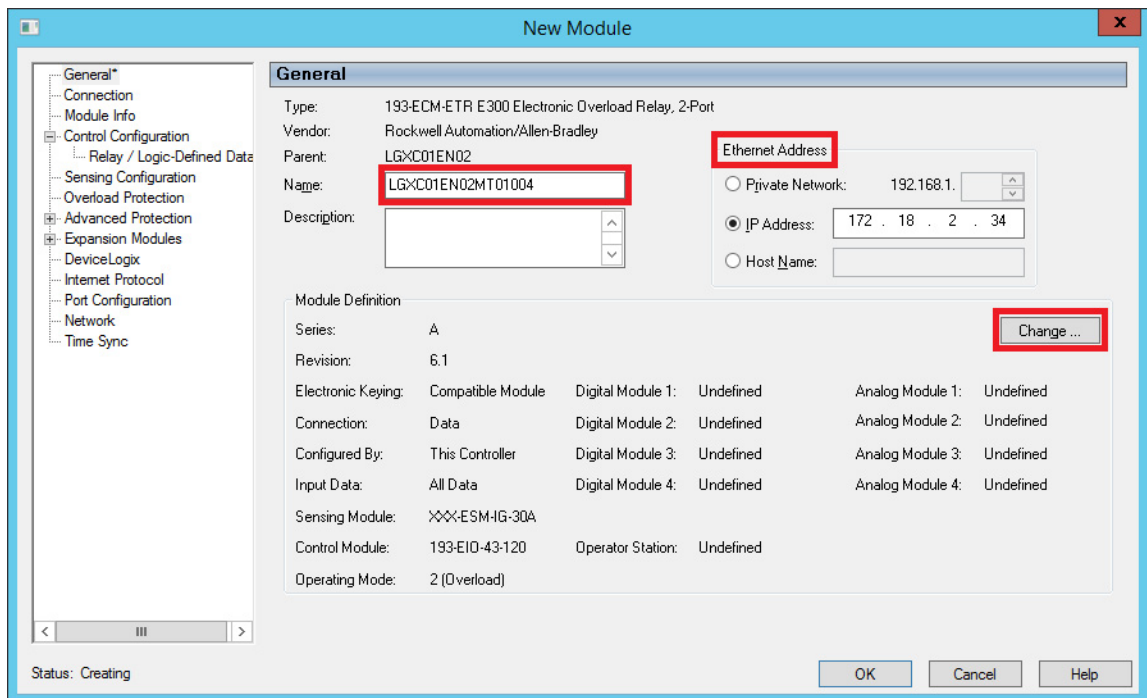 New Module
x
General*
Connection
Module Info
Control Configuration
Relay / Logic-Defined Data
Sensing Configuration
Overload Protection
Advanced Protection
Expansion Modules
DeviceLogix
Internet Protocol
Port Configuration
Network
Time Sync
General
Type: 193-ECM-ETR E300 Electronic Overload Relay, 2-Port
Vendor: Rockwell Automation/Allen-Bradley
Parent: LGXC01EN02
Name: LGXC01EN02MT01004
Description:
Ethernet Address
Private Network: 192.168.1.
IP Address: 172 . 18 . 2 . 34
Host Name:
Module Definition
Series: A
Change ...
Revision: 6.1
Electronic Keying: Compatible Module Digital Module 1: Undefined Analog Module 1: Undefined
Connection: Data Digital Module 2: Undefined Analog Module 2: Undefined
Configured By: This Controller Digital Module 3: Undefined Analog Module 3: Undefined
Input Data: All Data Digital Module 4: Undefined Analog Module 4: Undefined
Sensing Module: XXX-ESM-IG-30A
Control Module: 193-EIO-43-120 Operator Station: Undefined
Operating Mode: 2 (Overload)
Status: Creating
OK Cancel Help